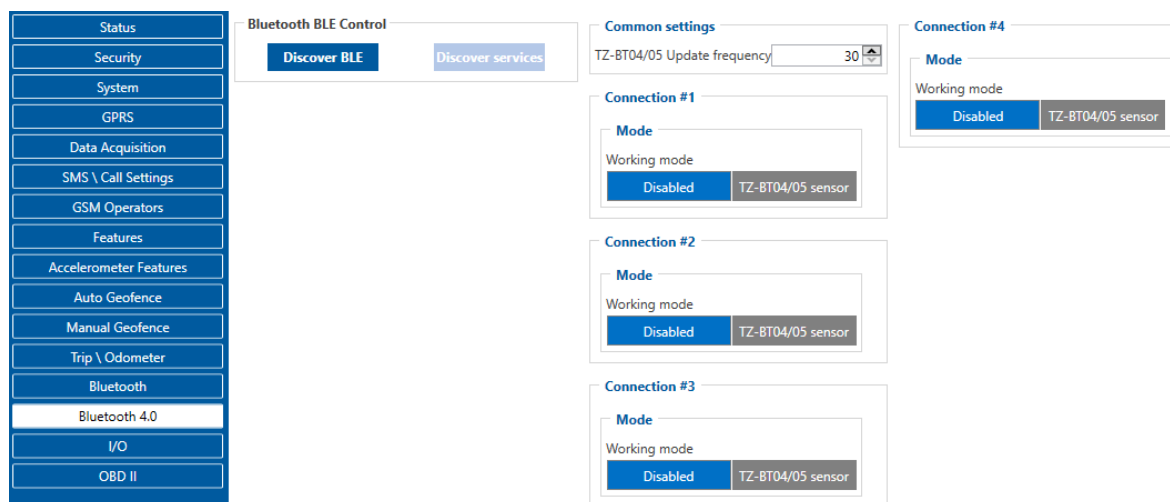 Status
Security
System
GPRS
Data Acquisition
SMS \ Call Settings
GSM Operators
Features
Accelerometer Features
Auto Geofence
Manual Geofence
Trip \ Odometer
Bluetooth
Bluetooth 4.0
I/O
OBD II
Bluetooth BLE Control
Discover BLE Discover services
Common settings
TZ-BT04/05 Update frequency 30
Connection #1
Mode
Working mode
Disabled TZ-BT04/05 sensor
Connection #2
Mode
Working mode
Disabled TZ-BT04/05 sensor
Connection #3
Mode
Working mode
Disabled TZ-BT04/05 sensor
Connection #4
Mode
Working mode
Disabled TZ-BT04/05 sensor